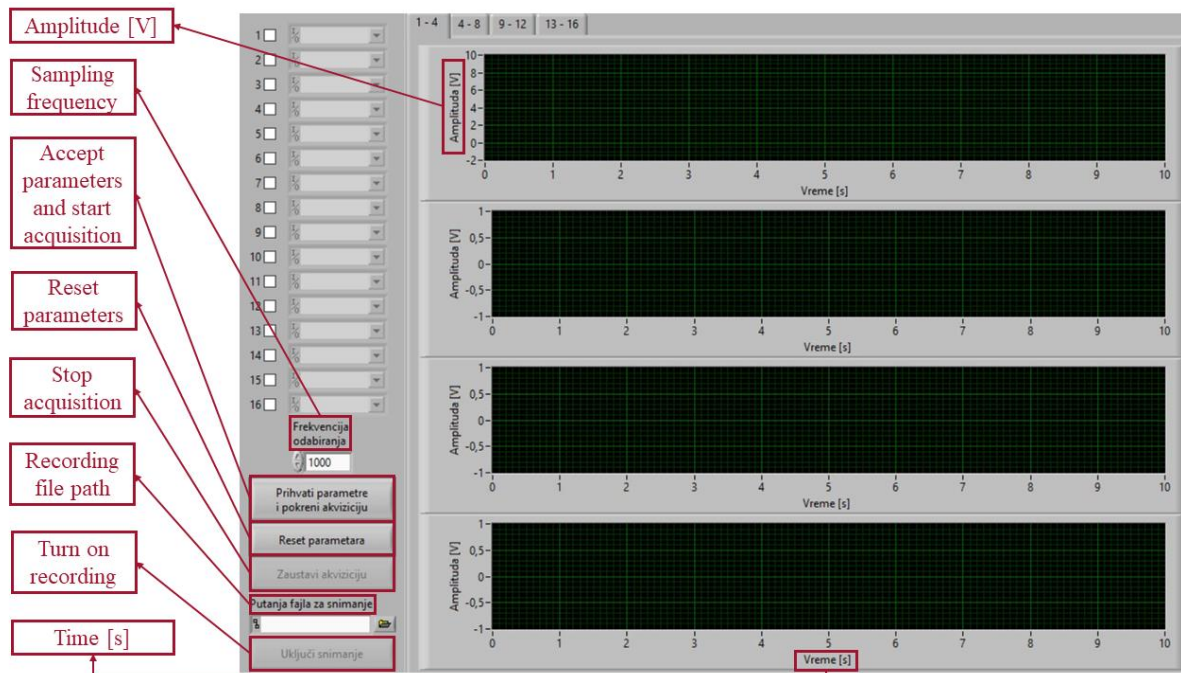 Amplitude [V]
Sampling
frequency
Accept
parameters
and start
acquisition
Reset
parameters
Stop
acquisition
Recording
file path
Turn on
recording
Time [s]
1
2
3
4
5
6
7
8
9
10
11
12
13
14
15
16
Frekvencija
odabiranja
1000
Prihvati parametre
i pokreni akviziciju
Reset parametara
Zaustavi akviziciju
Putanja fajla za snimanje
Uključi snimanje
1 - 4 4 - 8 9 - 12 13 - 16
Amplituda [V]
10
8
6
4
2
0
-2
0 1 2 3 4 5 6 7 8 9 10
Vreme [s]
Amplituda [V]
1
0,5
0
-0,5
-1
0 1 2 3 4 5 6 7 8 9 10
Vreme [s]
Amplituda [V]
1
0,5
0
-0,5
-1
0 1 2 3 4 5 6 7 8 9 10
Vreme [s]
Amplituda [V]
1
0,5
0
-0,5
-1
0 1 2 3 4 5 6 7 8 9 10
Vreme [s]